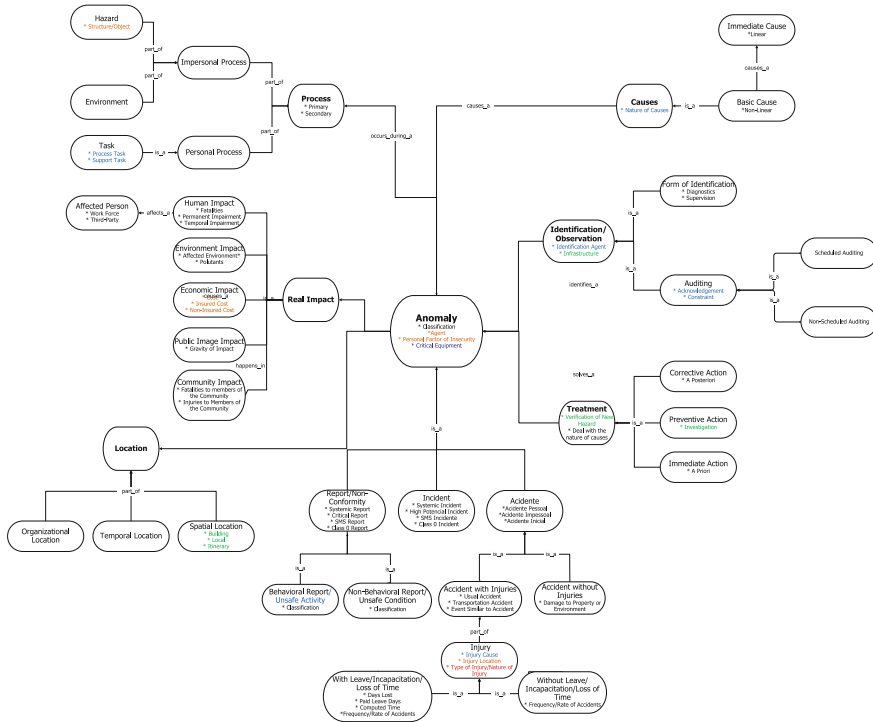 Hazard
* Structure/Object
part_of
Impersonal Process
part_of
Environment
part_of
Process
* Primary
* Secondary
part_of
Task
* Process Task
* Support Task
is_a
Personal Process
occurs_during_a
causes_a
Causes
* Nature of Causes
is_a
Basic Cause
*Non-Linear
causes_a
Immediate Cause
*Linear
Affected Person
* Work Force
* Third-Party
affects_a
Human Impact
* Fatalities
* Permanent Impairment
* Temporal Impairment
Environment Impact
* Affected Environment*
* Polutants
Economic Impact
causes_a
* Insured Cost
* Non-Insured Cost
Real Impact
Public Image Impact
* Gravity of Impact
happens_in
Community Impact
* Fatalities to members of
the Community
* Injuries to Members of
the Community
Anomaly
* Classification
*Agent
* Personal Factor of Insecurity
* Critical Equipment
Identification/
Observation
* Identification Agent
* Infrastructure
identifies_a
is_a
Form of Identification
* Diagnostics
* Supervision
is_a
Auditing
* Acknowledgement
* Constraint
is_a
Scheduled Auditing
is_a
Non-Scheduled Auditing
solves_a
Treatment
* Verification of New
Hazard
* Deal with the
nature of causes
is_a
Corrective Action
* A Posteriori
Preventive Action
* Investigation
Immediate Action
* A Priori
Location
part_of
Organizational
Location
Temporal Location
Spatial Location
* Building
* Local
* Itinerary
is_a
Report/Non-
Conformity
* Systemic Report
* Critical Report
* SMS Report
* Class 0 Report
Incident
* Systemic Incident
* High Potencial Incident
* SMS Incidente
* Class 0 Incident
Acidente
*Acidente Pessoal
*Acidente Impessoal
*Acidente Inicial
is_a
is_a
is_a
is_a
Behavioral Report/
Unsafe Activity
* Classification
Non-Behavioral Report/
Unsafe Condition
* Classification
Accident with Injuries
* Usual Accident
* Transportation Accident
* Event Similar to Accident
Accident without
Injuries
* Damage to Property or
Environment
part_of
Injury
* Injury Cause
* Injury Location
* Type of Injury/Nature of
Injury
With Leave/Incapacitation/
Loss of Time
* Days Lost
* Paid Leave Days
* Computed Time
*Frequency/Rate of Accidents
is_a
is_a
Without Leave/
Incapacitation/Loss of
Time
* Frequency/Rate of Accidents